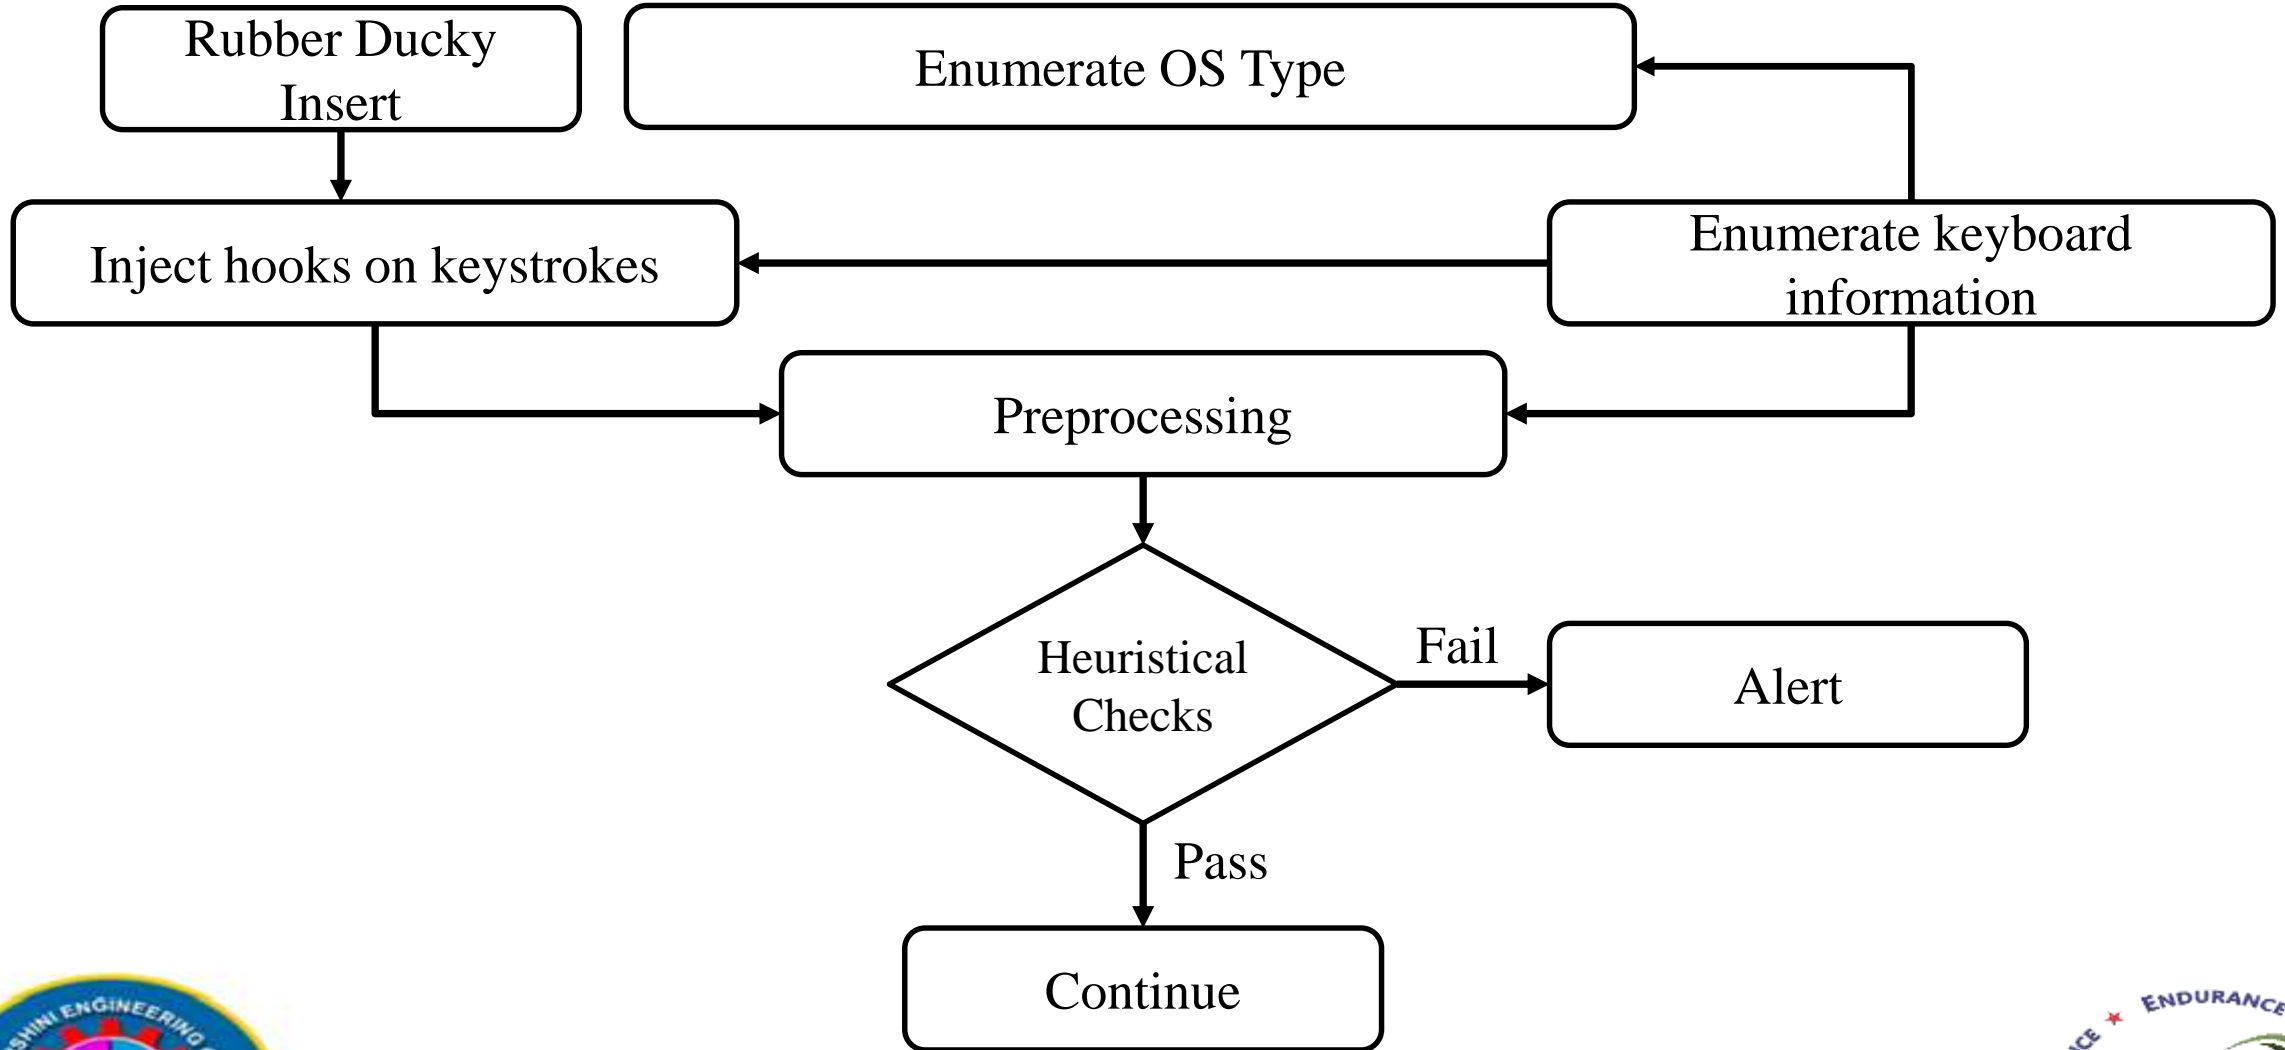 Rubber Ducky
Insert
Enumerate OS Type
Inject hooks on keystrokes
Enumerate keyboard
information
Preprocessing
Heuristical
Checks
Fail
Alert
Pass
Continue
ENGINEERING
ENDURANCE